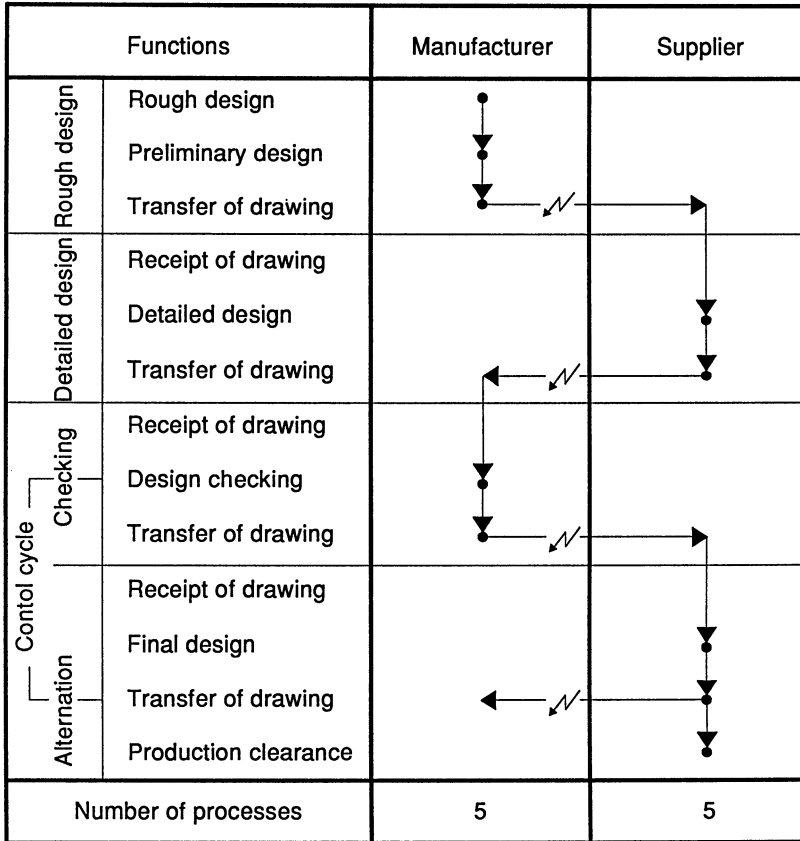 Functions Manufacturer Supplier
Rough design
Rough design
Preliminary design
Transfer of drawing
Detailed design
Receipt of drawing
Detailed design
Transfer of drawing
Contol cycle
Checking
Receipt of drawing
Design checking
Transfer of drawing
Alternation
Receipt of drawing
Final design
Transfer of drawing
Production clearance
Number of processes 5 5